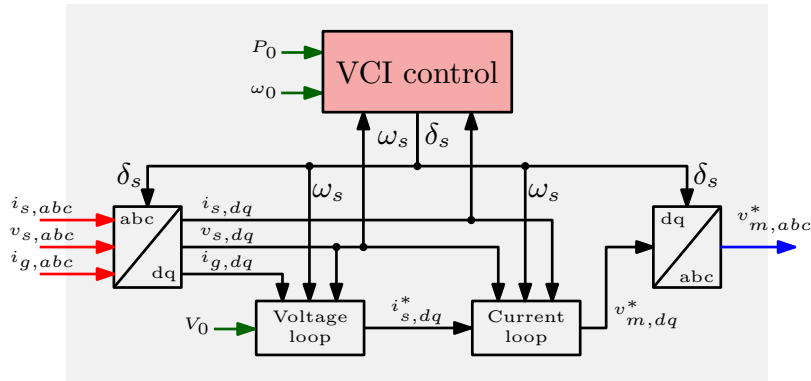 P_0
VCI control
ω_0
ω_s δ_s
δ_s ω_s ω_s δ_s
i_{s,abc} abc i_{s,dq} dq v^*_{m,abc}
v_{s,abc} v_{s,dq}
i_{g,abc} dq i_{g,dq} abc
V_0 Voltage loop i^*_{s,dq} Current loop v^*_{m,dq}